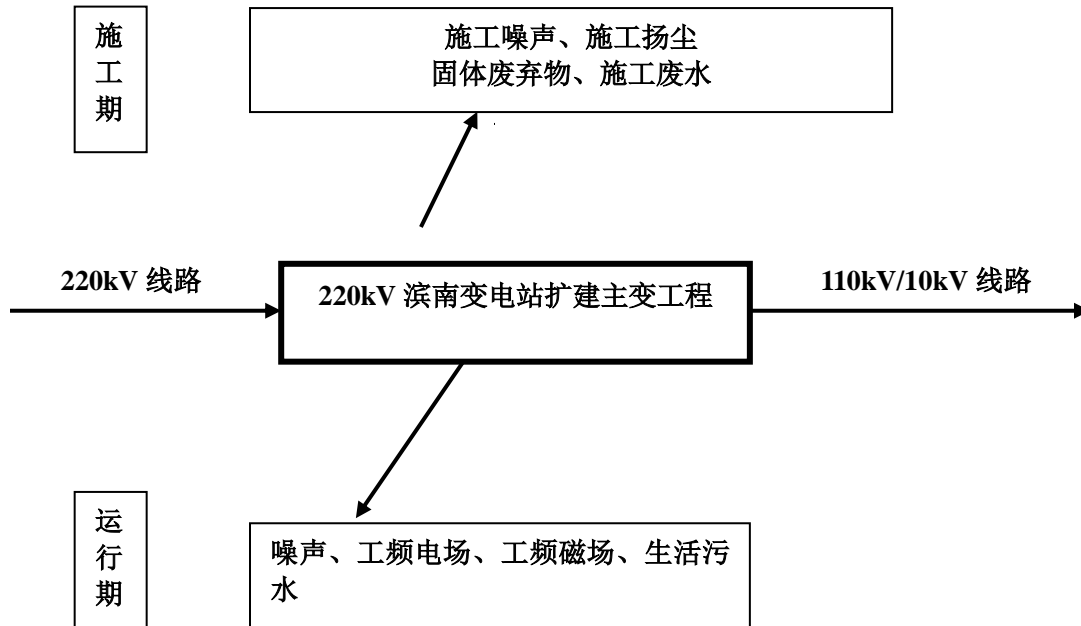 施工期
施工噪声、施工扬尘
固体废弃物、施工废水
220kV 线路
220kV 滨南变电站扩建主变工程
110kV/10kV 线路
运行期
噪声、工频电场、工频磁场、生活污
水